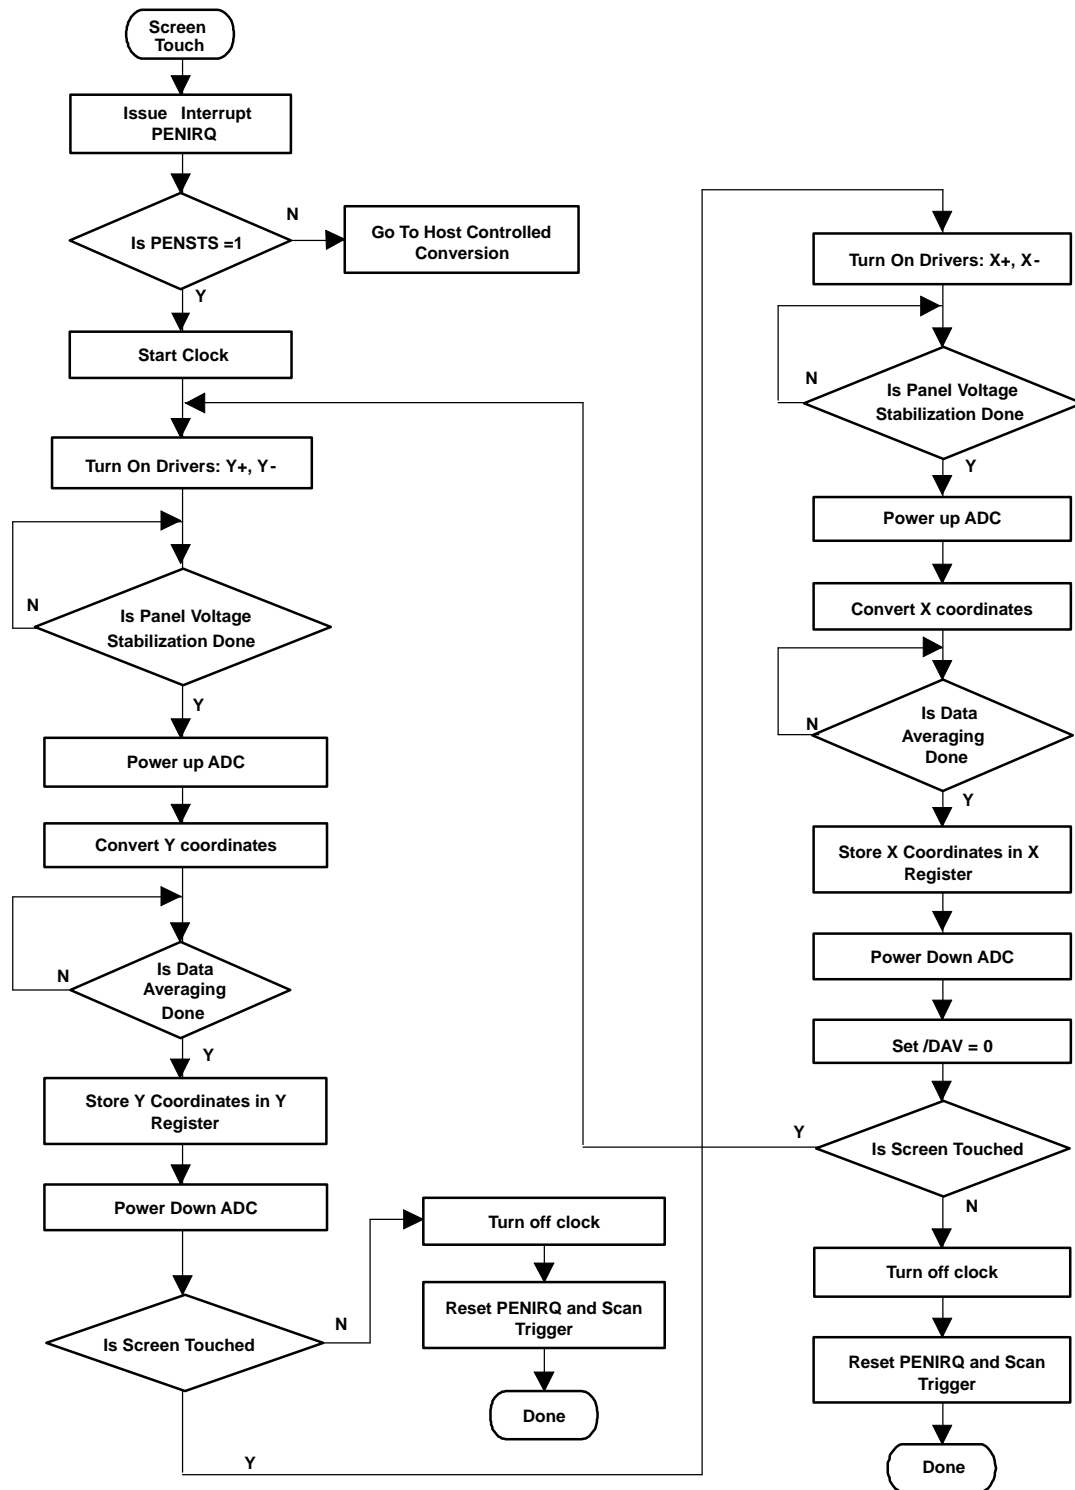 Screen
Touch
Issue Interrupt
PENIRQ
Is PENSTS =1
N
Go To Host Controlled
Conversion
Y
Start Clock
Turn On Drivers: Y+, Y-
N
Is Panel Voltage
Stabilization Done
Y
Power up ADC
Convert Y coordinates
N
Is Data
Averaging
Done
Y
Store Y Coordinates in Y
Register
Power Down ADC
Is Screen Touched
N
Turn off clock
Reset PENIRQ and Scan
Trigger
Done
Y
Turn On Drivers: X+, X-
N
Is Panel Voltage
Stabilization Done
Y
Power up ADC
Convert X coordinates
N
Is Data
Averaging
Done
Y
Store X Coordinates in X
Register
Power Down ADC
Set /DAV = 0
Y
Is Screen Touched
N
Turn off clock
Reset PENIRQ and Scan
Trigger
Done